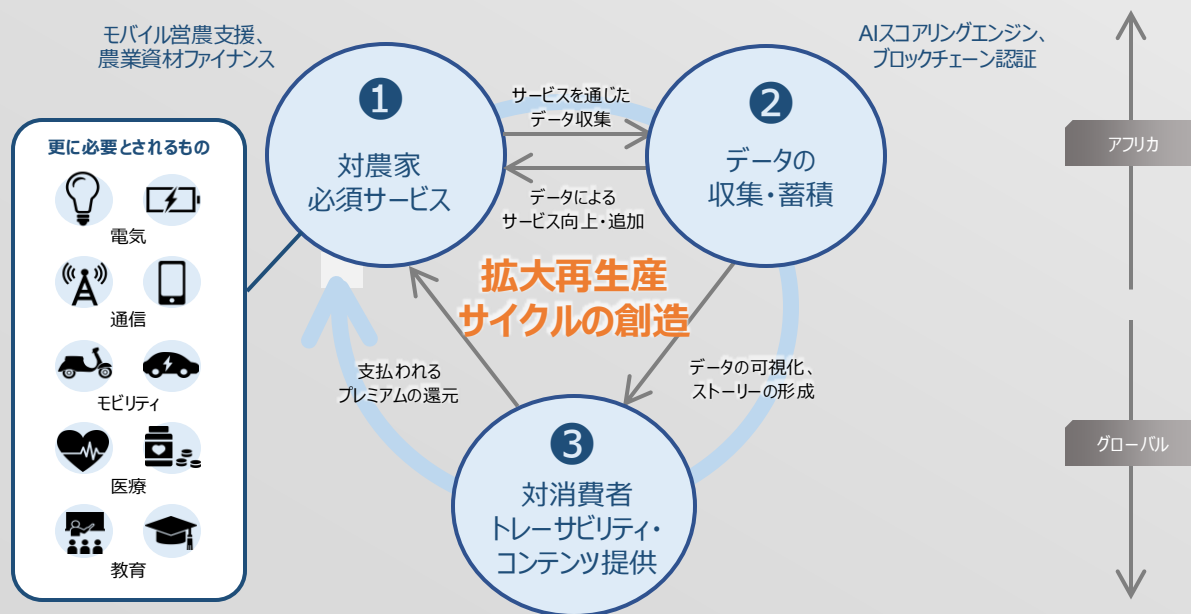 モバイル営農支援、
農業資材ファイナンス
AIスコアリングエンジン、
ブロックチェーン認証
❶
対農家
必須サービス
サービスを通じた
データ収集
データによる
サービス向上・追加
❷
データの
収集・蓄積
アフリカ
更に必要とされるもの
電気
通信
モビリティ
医療
教育
拡大再生産
サイクルの創造
支払われる
プレミアムの還元
データの可視化、
ストーリーの形成
❸
対消費者
トレーサビリティ・
コンテンツ提供
グローバル